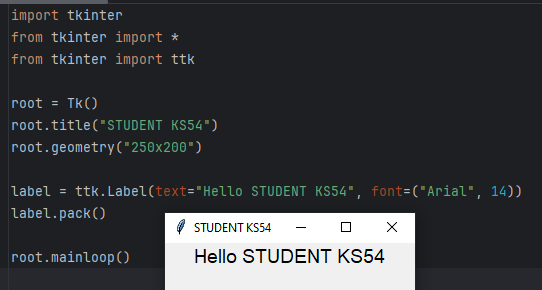 import tkinter
from tkinter import *
from tkinter import ttk
root = Tk()
root.title("STUDENT KS54")
root.geometry("250x200")
label = ttk.Label(text="Hello STUDENT KS54", font=("Arial", 14))
label.pack()
root.mainloop()
STUDENT KS54
Hello STUDENT KS54